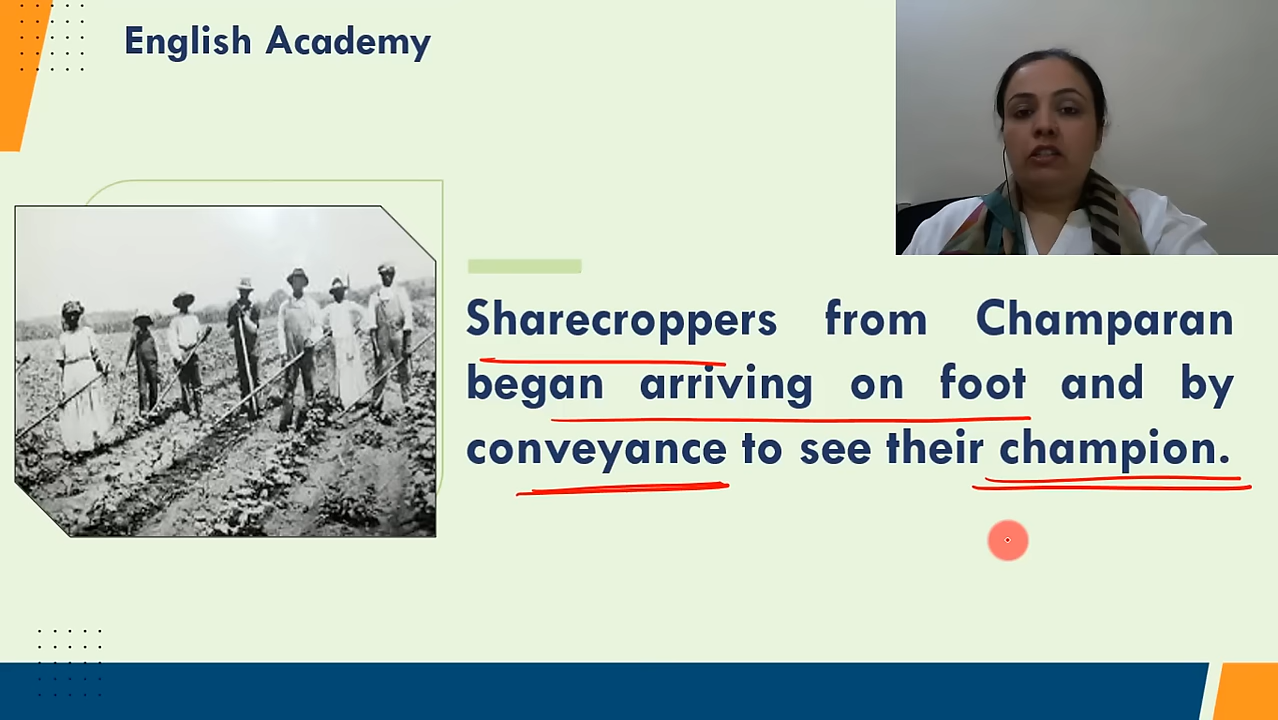 English Academy
Sharecroppers from Champaran
began arriving on foot and by
conveyance to see their champion.